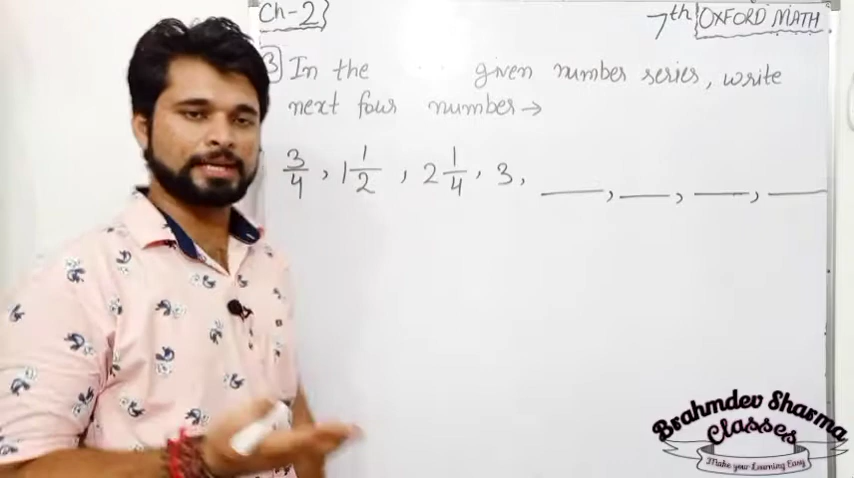 Ch-2}
7th OXFORD MATH
3 In the given number series, write
next four number →
3/4, 1 1/2, 2 1/4, 3, ____, ____, ____, ____
Brahmdev Sharma
Classes
Make your Learning Easy